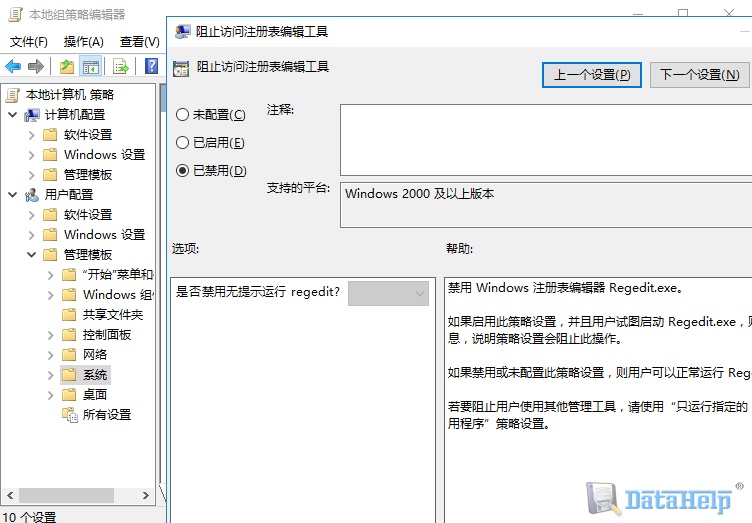 本地组策略编辑器
文件(F) 操作(A) 查看(V)
本地计算机 策略
计算机配置
软件设置
Windows 设置
管理模板
用户配置
软件设置
Windows 设置
管理模板
“开始”菜单和
Windows 组
共享文件夹
控制面板
网络
系统
桌面
所有设置
10 个设置
阻止访问注册表编辑工具
阻止访问注册表编辑工具
上一个设置(P) 下一个设置(N)
未配置(C)
已启用(E)
已禁用(D)
注释:
支持的平台:
Windows 2000 及以上版本
选项:
帮助:
是否禁用无提示运行 regedit?
禁用 Windows 注册表编辑器 Regedit.exe。
如果启用此策略设置，并且用户试图启动 Regedit.exe，则
息，说明策略设置会阻止此操作。
如果禁用或未配置此策略设置，则用户可以正常运行 Reg
若要阻止用户使用其他管理工具，请使用“只运行指定的
用程序”策略设置。
DataHelp®